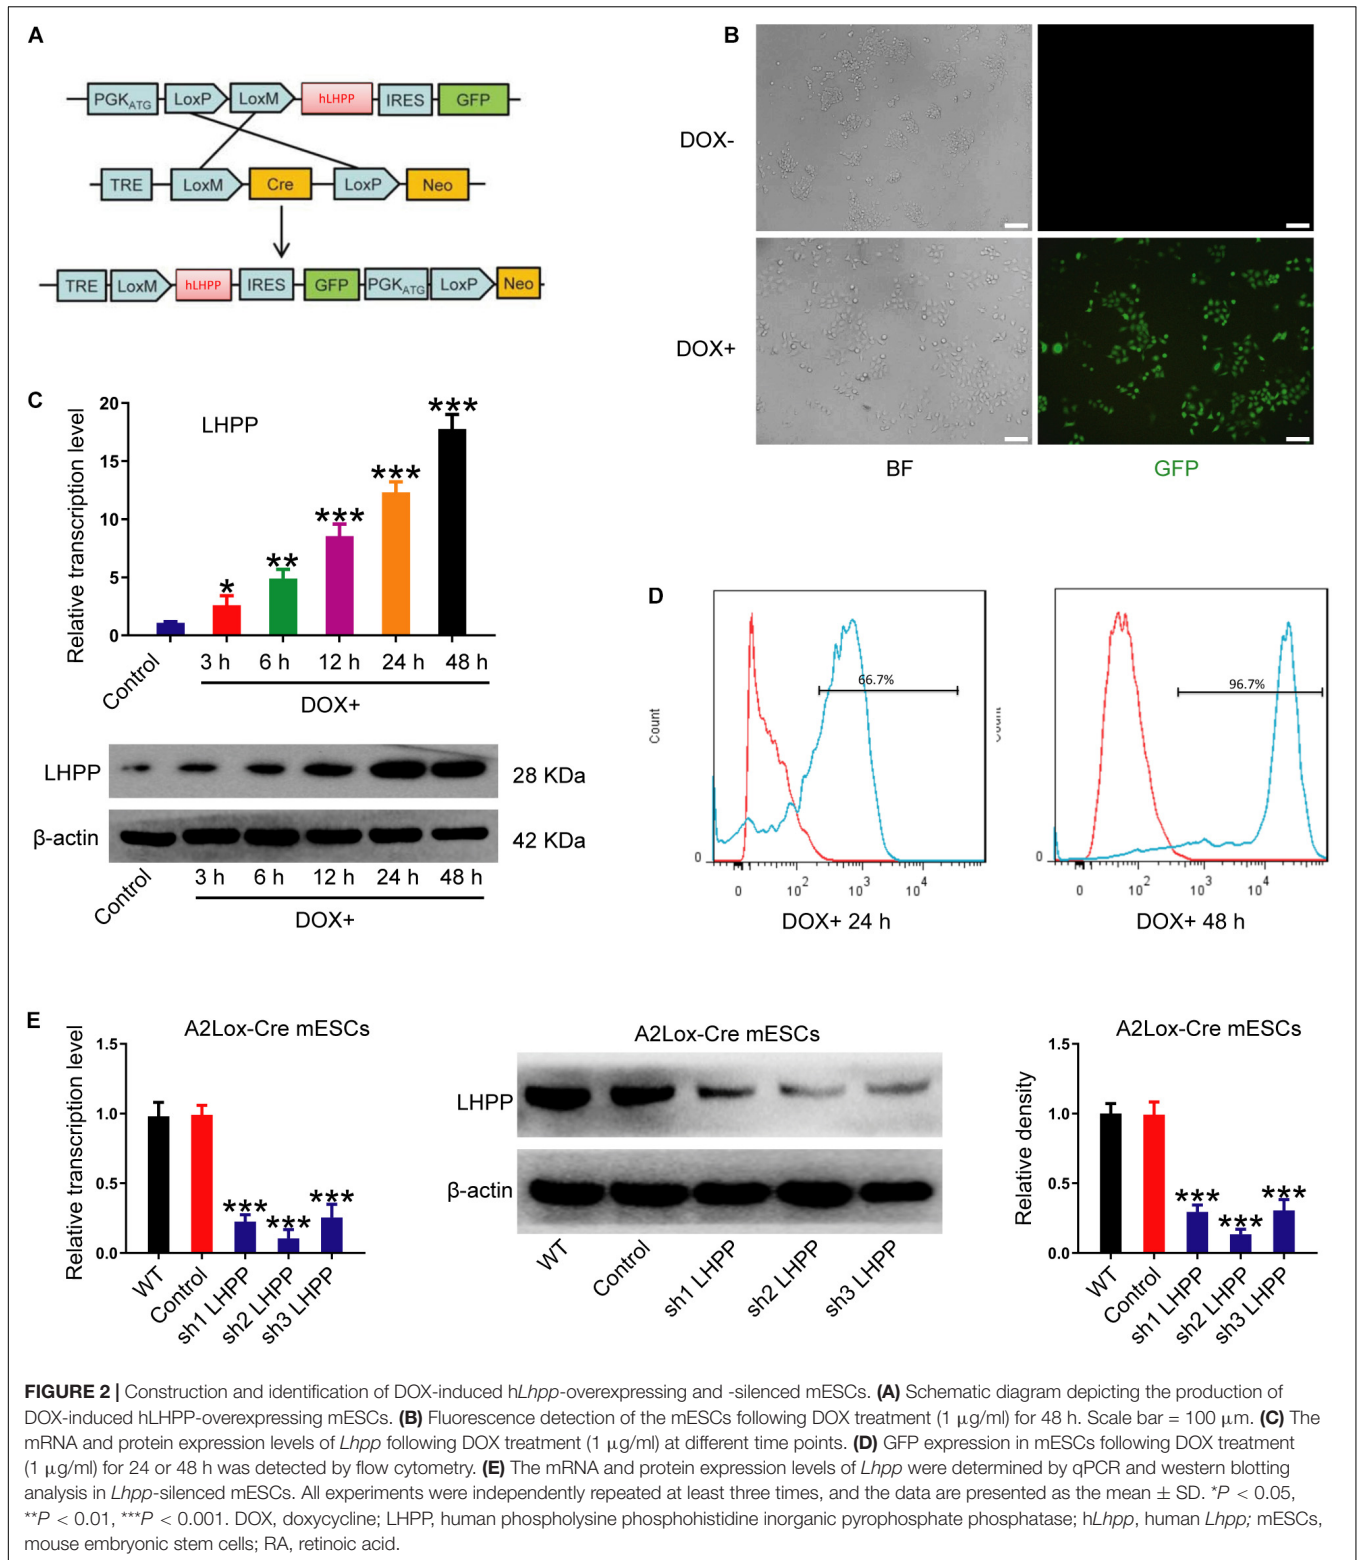 A
PGKATG LoxP LoxM hLHPP IRES GFP
TRE LoxM Cre LoxP Neo
TRE LoxM hLHPP IRES GFP PGKATG LoxP Neo
B
DOX-
DOX+
BF GFP
C
LHPP
Relative transcription level
20
15
10
5
0
* ** *** *** ***
Control 3 h 6 h 12 h 24 h 48 h
DOX+
LHPP 28 KDa
β-actin 42 KDa
Control 3 h 6 h 12 h 24 h 48 h
DOX+
D
Count
66.7%
0
0 10² 10³ 10⁴
DOX+ 24 h
Count
96.7%
0
0 10² 10³ 10⁴
DOX+ 48 h
E
A2Lox-Cre mESCs
Relative transcription level
1.5
1.0
0.5
0.0
*** *** ***
WT Control sh1 LHPP sh2 LHPP sh3 LHPP
A2Lox-Cre mESCs
LHPP
β-actin
WT Control sh1 LHPP sh2 LHPP sh3 LHPP
A2Lox-Cre mESCs
Relative density
1.5
1.0
0.5
0.0
*** *** ***
WT Control sh1 LHPP sh2 LHPP sh3 LHPP
FIGURE 2 | Construction and identification of DOX-induced hLhpp-overexpressing and -silenced mESCs. (A) Schematic diagram depicting the production of
DOX-induced hLHPP-overexpressing mESCs. (B) Fluorescence detection of the mESCs following DOX treatment (1 μg/ml) for 48 h. Scale bar = 100 μm. (C) The
mRNA and protein expression levels of Lhpp following DOX treatment (1 μg/ml) at different time points. (D) GFP expression in mESCs following DOX treatment
(1 μg/ml) for 24 or 48 h was detected by flow cytometry. (E) The mRNA and protein expression levels of Lhpp were determined by qPCR and western blotting
analysis in Lhpp-silenced mESCs. All experiments were independently repeated at least three times, and the data are presented as the mean ± SD. *P < 0.05,
**P < 0.01, ***P < 0.001. DOX, doxycycline; LHPP, human phospholysine phosphohistidine inorganic pyrophosphate phosphatase; hLhpp, human Lhpp; mESCs,
mouse embryonic stem cells; RA, retinoic acid.